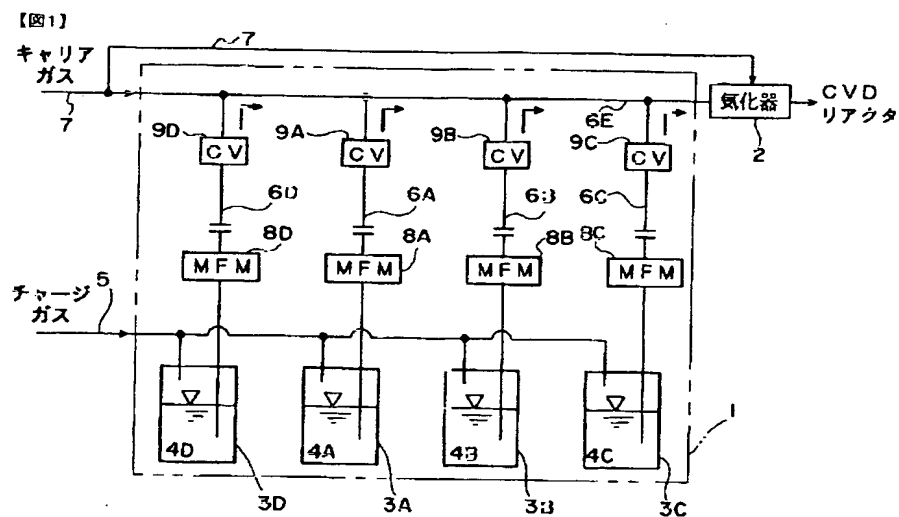 【図1】
キャリア
ガス
7
7
気化器
2
CVD
リアクタ
6E
9D
9A
9B
9C
CV
CV
CV
CV
6D
6A
6B
6C
8D
8A
8B
8C
MFM
MFM
MFM
MFM
チャージ
ガス
5
4D
4A
4B
4C
1
3D
3A
3B
3C